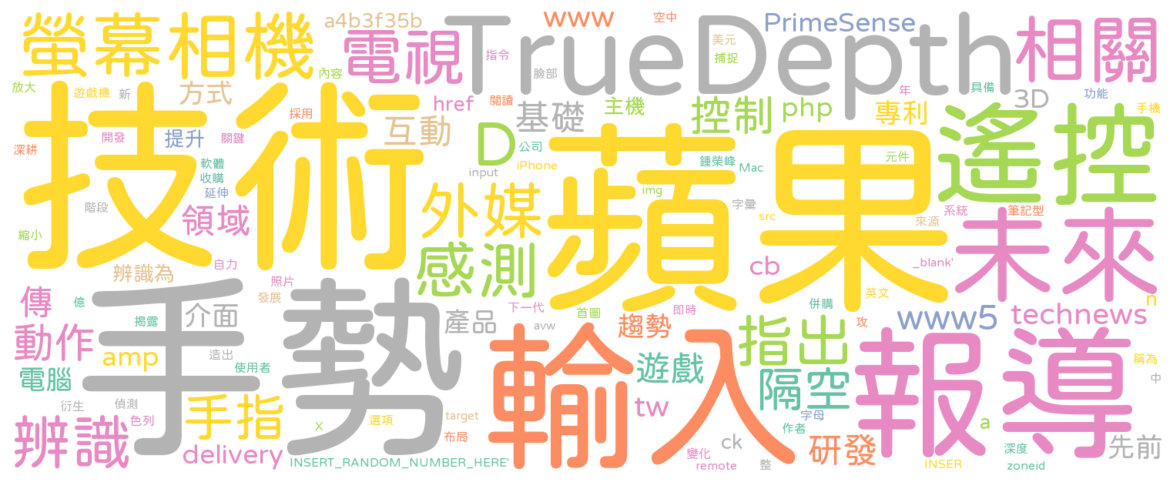 螢幕相機
a4b3f35b
電視
www
空中
PrimeSense
TrueDepth
美元
捕捉
相關
指令
臉部
放大
遊戲機
新
方式
內容
採用
href
閱讀
基礎
主機
控制
php
專利
年
3D
具備
功能
手機
開發
提升
關鍵
互動
D
公司
iPhone
鍾榮峰
Mac
元件
遙控
深耕
軟體
收購
延伸
input
技術
蘋果
階段
領域
外媒
img
字彙
src
來源
系統
筆記型
未來
縮小
辨識為
自力
感測
cb
_blank'
照片
英文
傳
億
發展
揭露
介面
產品
下一代
avw
首圖
即時
併購
攻
www5
technews
n
動作
amp
造出
趨勢
指出
稱為
電腦
使用者
手勢
輸入
遊戲
隔空
報導
中
衍生
偵測
手指
tw
字母
作者
色列
x
選項
target
布局
a
辨識
delivery
INSERT_RANDOM_NUMBER_HERE'
ck
整
研發
變化
remote
INSER
深度
zoneid
先前